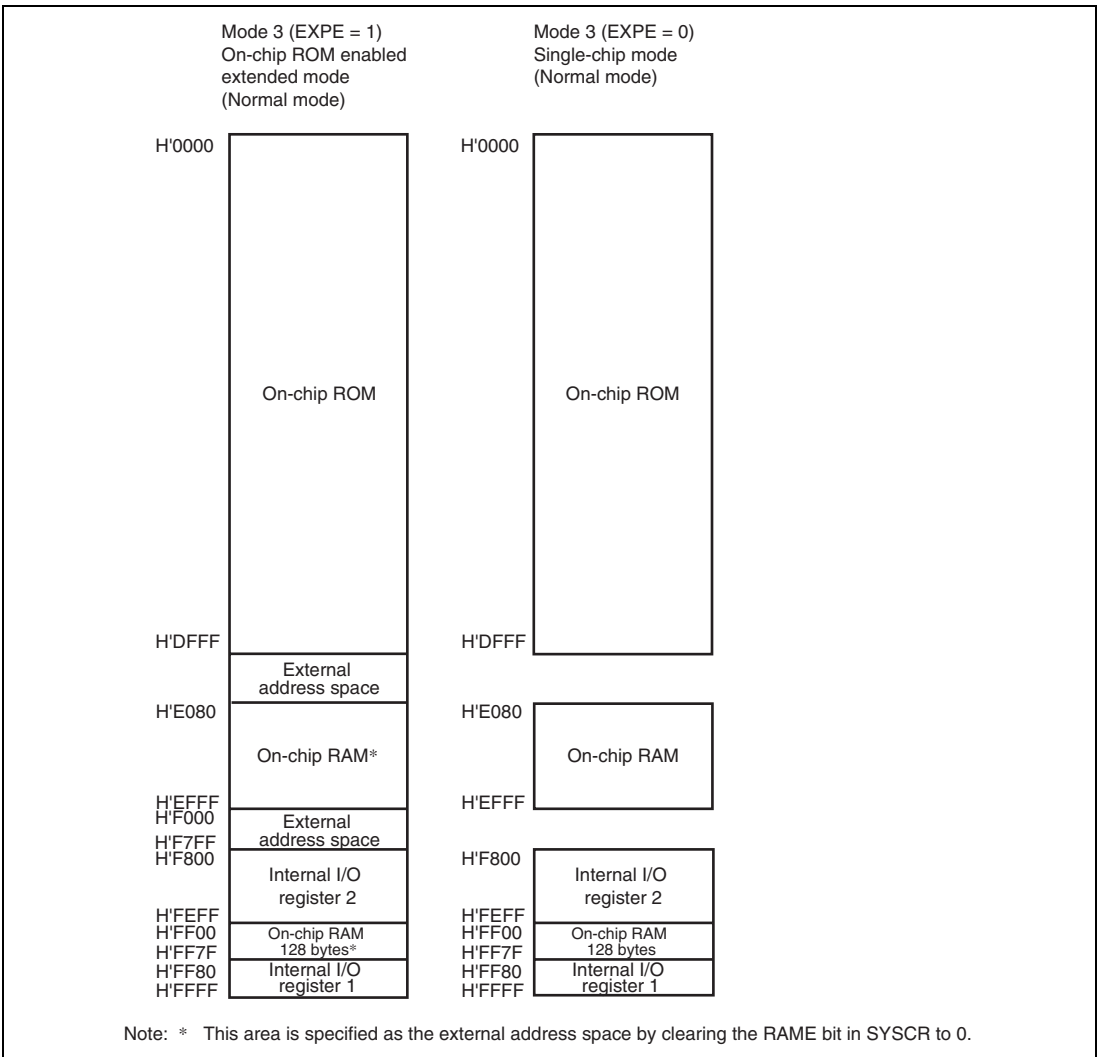 Mode 3 (EXPE = 1)
On-chip ROM enabled
extended mode
(Normal mode)
H'0000
On-chip ROM
H'DFFF
External
address space
H'E080
On-chip RAM*
H'EFFF
H'F000
External
address space
H'F7FF
H'F800
Internal I/O
register 2
H'FEFF
H'FF00
On-chip RAM
128 bytes*
H'FF7F
H'FF80
Internal I/O
register 1
H'FFFF
Mode 3 (EXPE = 0)
Single-chip mode
(Normal mode)
H'0000
On-chip ROM
H'DFFF
H'E080
On-chip RAM
H'EFFF
H'F800
Internal I/O
register 2
H'FEFF
H'FF00
On-chip RAM
128 bytes
H'FF7F
H'FF80
Internal I/O
register 1
H'FFFF
Note: * This area is specified as the external address space by clearing the RAME bit in SYSCR to 0.